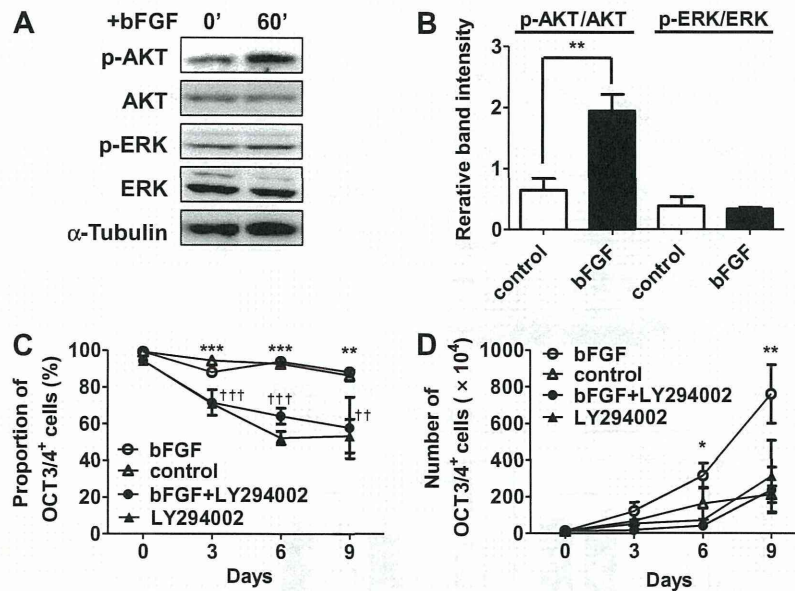 A
+bFGF 0' 60'
p-AKT
AKT
p-ERK
ERK
α-Tubulin
B
p-AKT/AKT p-ERK/ERK
**
Rerative band intensity
3
2
1
0
control
bFGF
control
bFGF
C
Proportion of
OCT3/4+ cells (%)
100
80
60
40
20
0
*** *** **
††† ††† ††
bFGF
control
bFGF+LY294002
LY294002
0 3 6 9
Days
D
Number of
OCT3/4+ cells (× 10⁴)
1000
800
600
400
200
0
bFGF
control
bFGF+LY294002
LY294002
**
*
0 3 6 9
Days